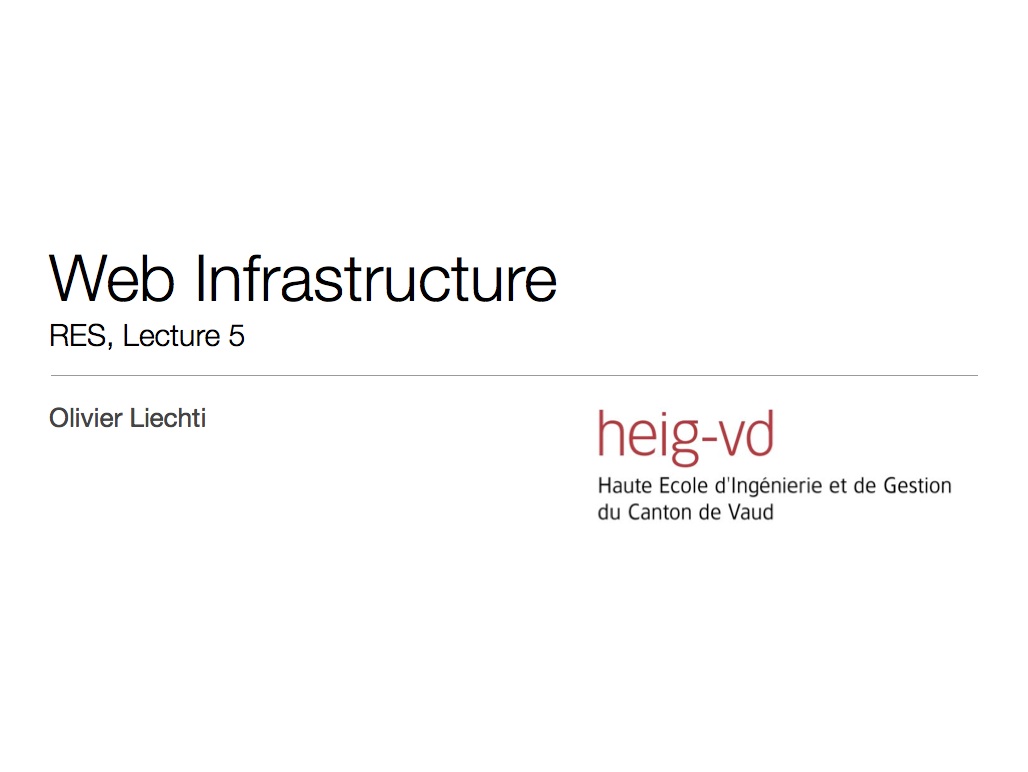 Web Infrastructure
RES, Lecture 5
Olivier Liechti
heig-vd
Haute Ecole d'Ingénierie et de Gestion
du Canton de Vaud